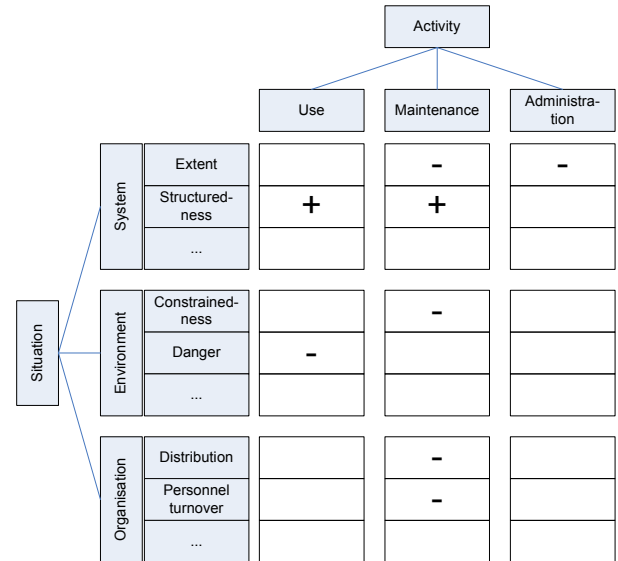 Activity
Use
Maintenance
Administra-
tion
Situation
System
Extent
-
-
Structured-
ness
+
+
...
Environment
Constrained-
ness
-
Danger
-
...
Organisation
Distribution
-
Personnel
turnover
-
...